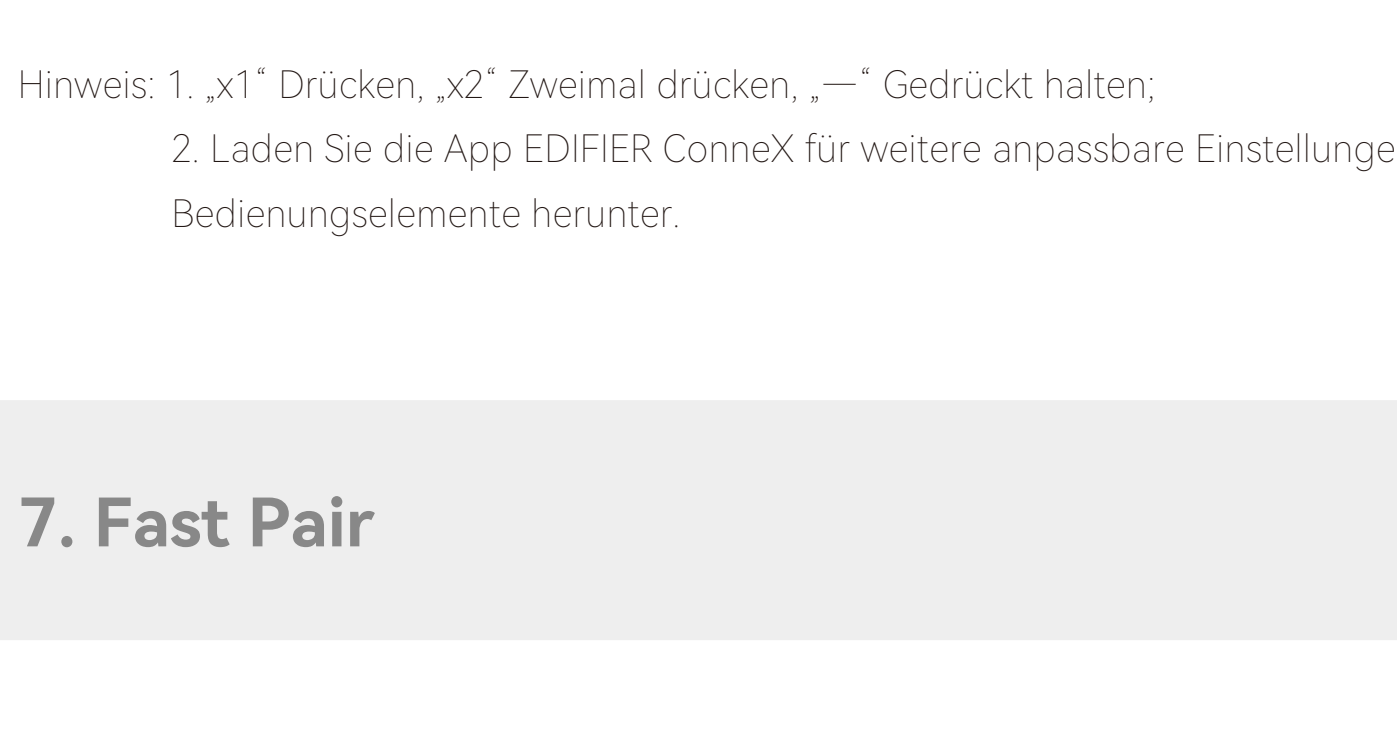 Hinweis: 1. „x1“ Drücken, „x2“ Zweimal drücken, „—“ Gedrückt halten;
2. Laden Sie die App EDIFIER ConneX für weitere anpassbare Einstellunge
Bedienungselemente herunter.
7. Fast Pair